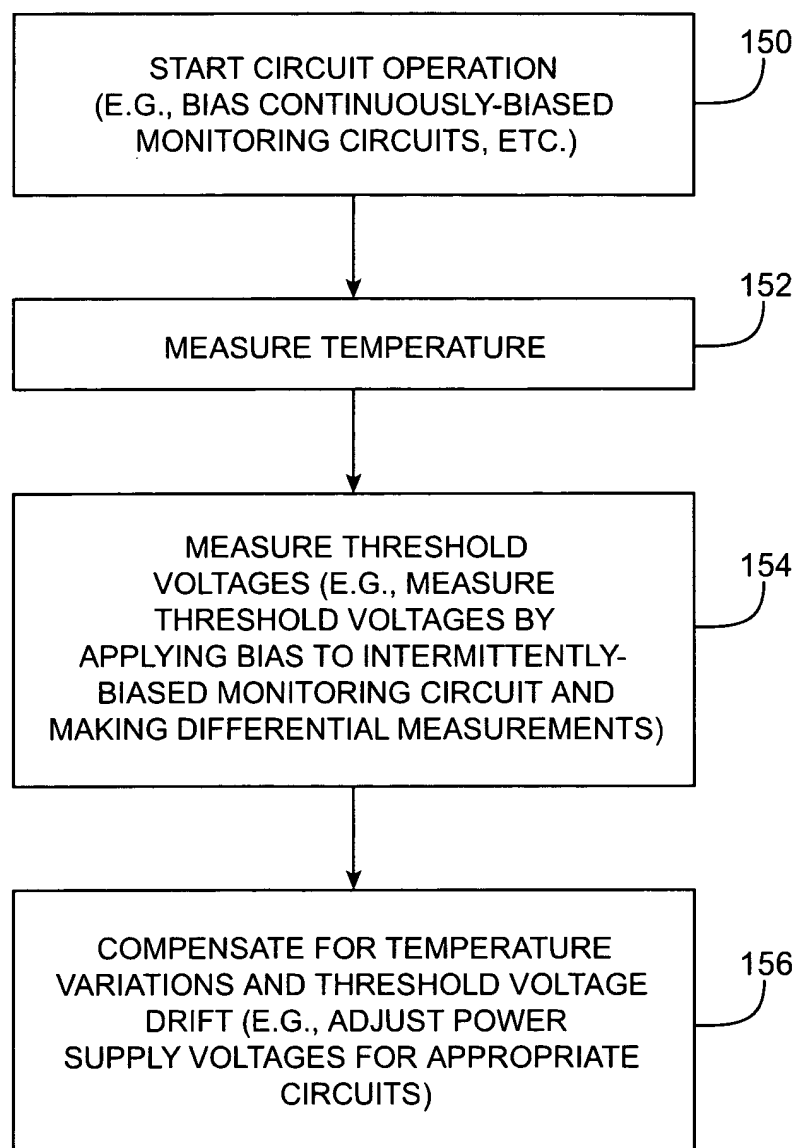 START CIRCUIT OPERATION
(E.G., BIAS CONTINUOUSLY-BIASED
MONITORING CIRCUITS, ETC.)
150
MEASURE TEMPERATURE
152
MEASURE THRESHOLD
VOLTAGES (E.G., MEASURE
THRESHOLD VOLTAGES BY
APPLYING BIAS TO INTERMITTENTLY-
BIASED MONITORING CIRCUIT AND
MAKING DIFFERENTIAL MEASUREMENTS)
154
COMPENSATE FOR TEMPERATURE
VARIATIONS AND THRESHOLD VOLTAGE
DRIFT (E.G., ADJUST POWER
SUPPLY VOLTAGES FOR APPROPRIATE
CIRCUITS)
156